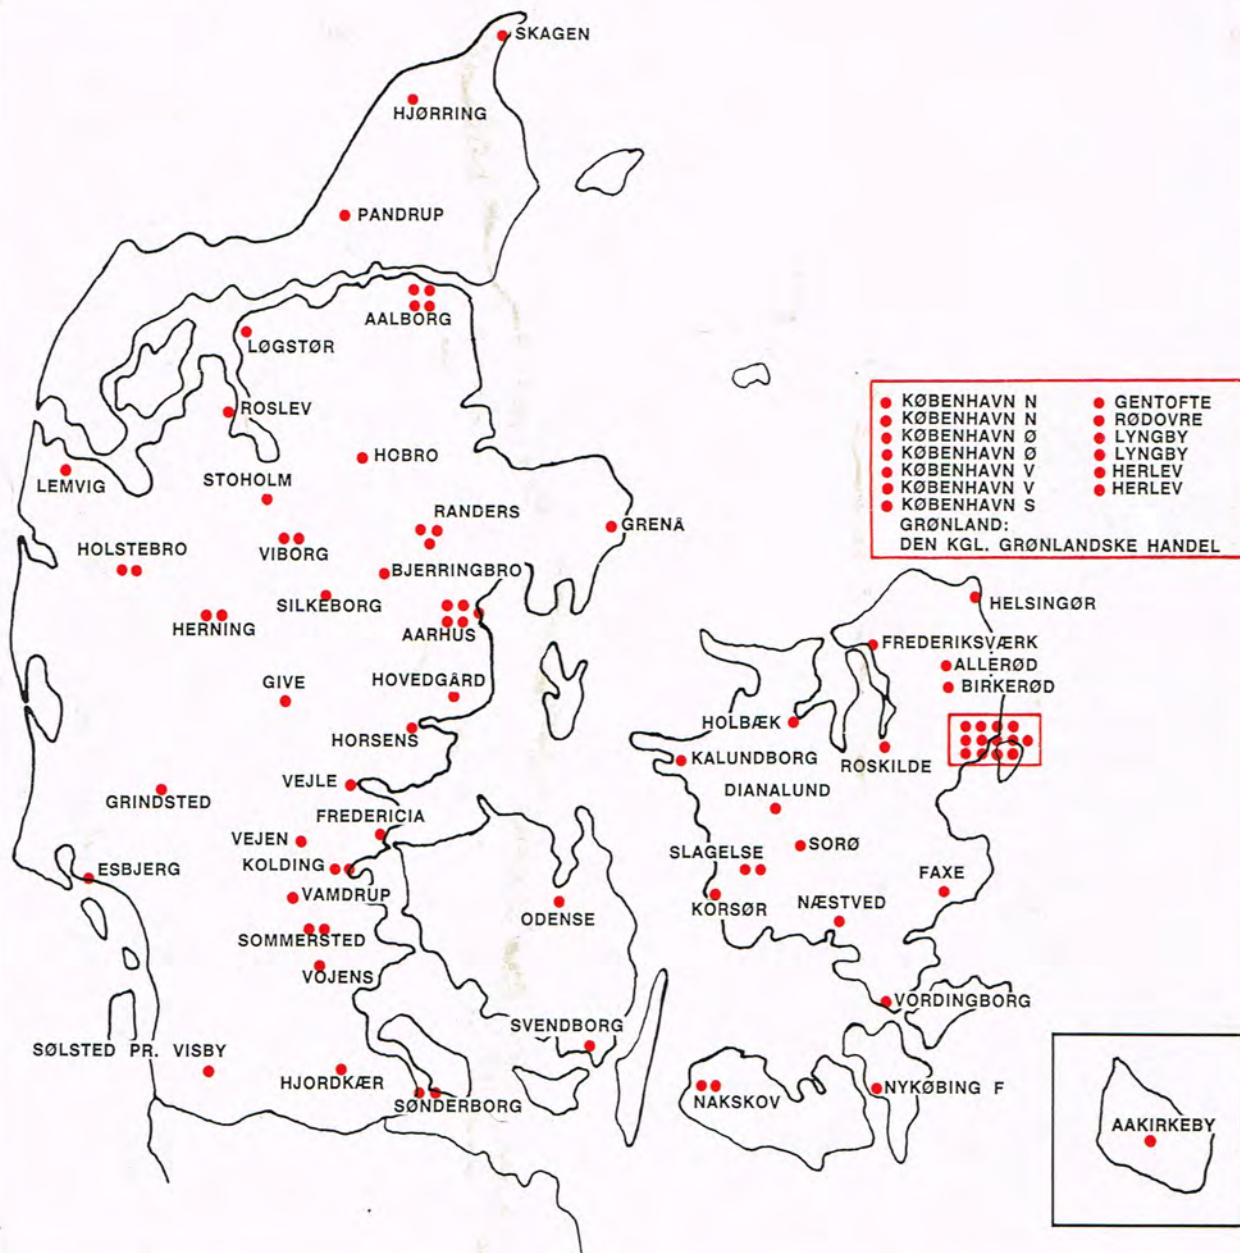 SKAGEN
HJØRRING
PANDRUP
AALBORG
LØGSTØR
ROSLEV
HOBRO
LEMVIG
STOHOLM
RANDERS
GRENÅ
HOLSTEBRO
VIBORG
BJERRINGBRO
SILKEBORG
HERNING
AARHUS
GIVE
HOVEDGÅRD
HORSENS
VEJLE
GRINDSTED
FREDERICIA
VEJEN
KOLDING
ESBJERG
VAMDRUP
SOMMERSTED
VOJENS
SØLSTED PR. VISBY
HJORDKÆR
SØNDERBORG
ODENSE
SVENDBORG
KØBENHAVN N
KØBENHAVN N
KØBENHAVN Ø
KØBENHAVN Ø
KØBENHAVN V
KØBENHAVN V
KØBENHAVN S
GRØNLAND:
DEN KGL. GRØNLANDSKE HANDEL
GENTOFTE
RØDOVRE
LYNGBY
LYNGBY
HERLEV
HERLEV
HELSINGØR
FREDERIKSVÆRK
ALLERØD
BIRKERØD
HOLBÆK
ROSKILDE
KALUNDBORG
DIANALUND
SORØ
SLAGELSE
KORSØR
NÆSTVED
FAXE
VORDINGBORG
NAKSKOV
NYKØBING F
AAKIRKEBY